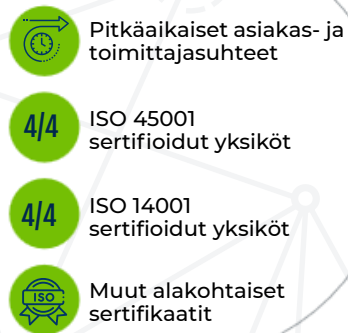 Pitkäaikaiset asiakas- ja
toimittajasuhteet
4/4
ISO 45001
sertifioidut yksiköt
4/4
ISO 14001
sertifioidut yksiköt
ISO
Muut alakohtaiset
sertifikaatit